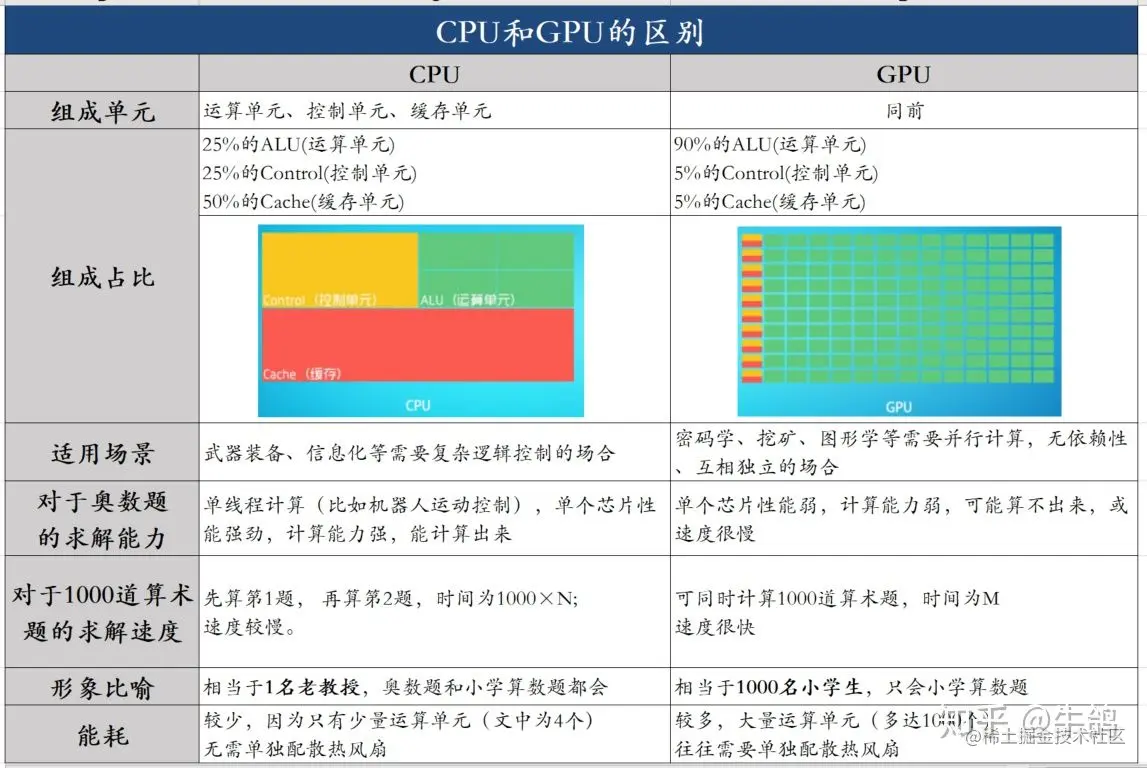 CPU和GPU的区别
CPU
GPU
组成单元
运算单元、控制单元、缓存单元
同前
组成占比
25%的ALU(运算单元)
25%的Control(控制单元)
50%的Cache(缓存单元)
90%的ALU(运算单元)
5%的Control(控制单元)
5%的Cache(缓存单元)
Control（控制单元）
ALU（运算单元）
Cache（缓存）
CPU
GPU
适用场景
武器装备、信息化等需要复杂逻辑控制的场合
密码学、挖矿、图形学等需要并行计算，无依赖性
、互相独立的场合
对于奥数题
的求解能力
单线程计算（比如机器人运动控制），单个芯片性
能强劲，计算能力强，能计算出来
单个芯片性能弱，计算能力弱，可能算不出来，或
速度很慢
对于1000道算术
题的求解速度
先算第1题， 再算第2题，时间为1000×N;
速度较慢。
可同时计算1000道算术题，时间为M
速度很快
形象比喻
相当于1名老教授，奥数题和小学算数题都会
相当于1000名小学生，只会小学算数题
能耗
较少，因为只有少量运算单元（文中为4个）
无需单独配散热风扇
较多，大量运算单元（多达10
往往需要单独配散热风扇
知乎 @牛鸽
@稀土掘金技术社区